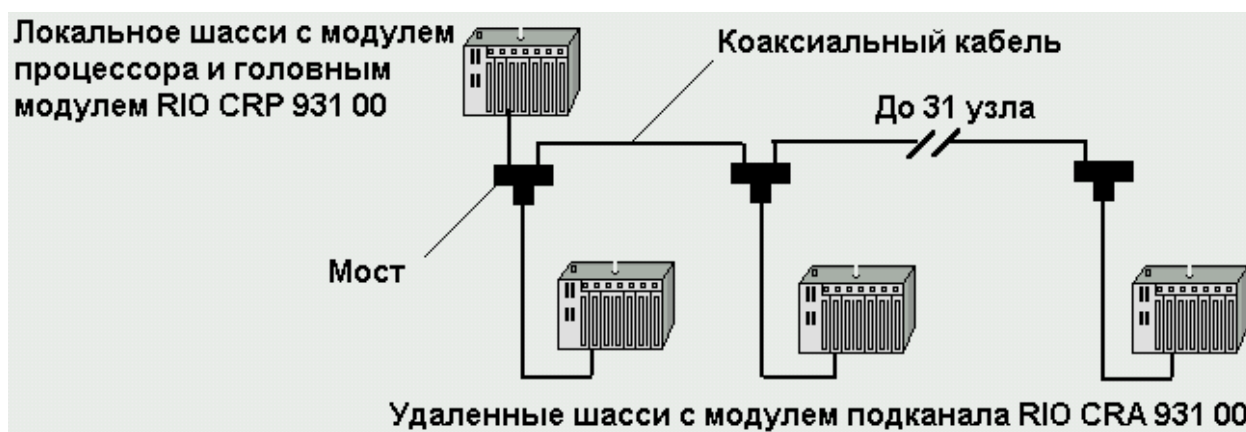 Локальное шасси с модулем
процессора и головным
модулем RIO CRP 931 00
Коаксиальный кабель
До 31 узла
Мост
Удаленные шасси с модулем подканала RIO CRA 931 00